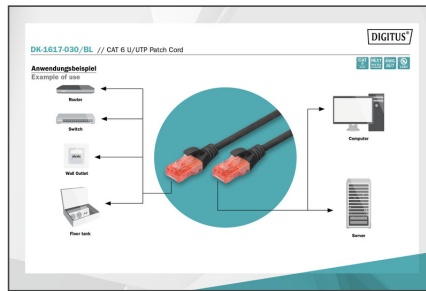 DIGITUS®
DK-1617-030/BL // CAT 6 U/UTP Patch Cord
Anwendungsbeispiel
Example of use
Router
Switch
Wall Outlet
Floor tank
Computer
Server